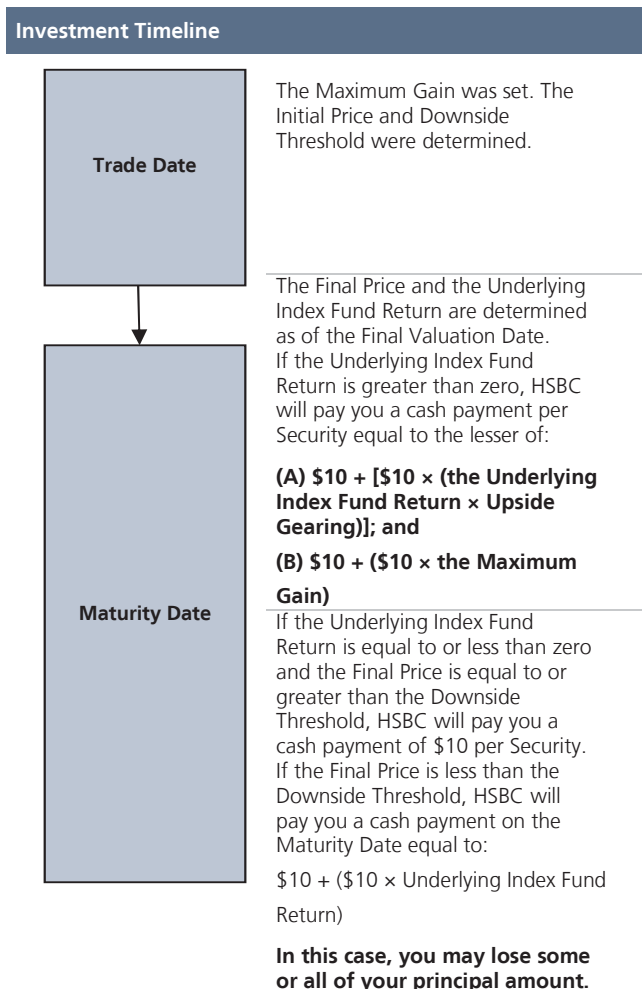 Investment Timeline
Trade Date
The Maximum Gain was set. The
Initial Price and Downside
Threshold were determined.
Maturity Date
The Final Price and the Underlying
Index Fund Return are determined
as of the Final Valuation Date.
If the Underlying Index Fund
Return is greater than zero, HSBC
will pay you a cash payment per
Security equal to the lesser of:
(A) $10 + [$10 × (the Underlying
Index Fund Return × Upside
Gearing)]; and
(B) $10 + ($10 × the Maximum
Gain)
If the Underlying Index Fund
Return is equal to or less than zero
and the Final Price is equal to or
greater than the Downside
Threshold, HSBC will pay you a
cash payment of $10 per Security.
If the Final Price is less than the
Downside Threshold, HSBC will
pay you a cash payment on the
Maturity Date equal to:
$10 + ($10 × Underlying Index Fund
Return)
In this case, you may lose some
or all of your principal amount.